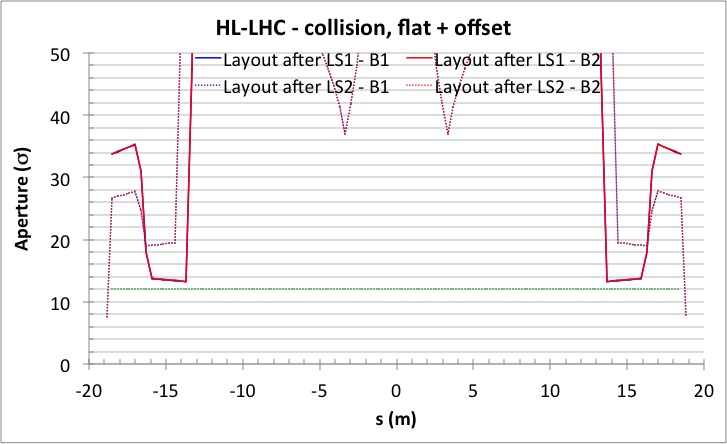 HL-LHC - collision, flat + offset
50
Layout after LS1 - B1 Layout after LS1 - B2
Layout after LS2 - B1 Layout after LS2 - B2
40
30
Aperture (σ)
20
10
0
-20 -15 -10 -5 0 5 10 15 20
s (m)